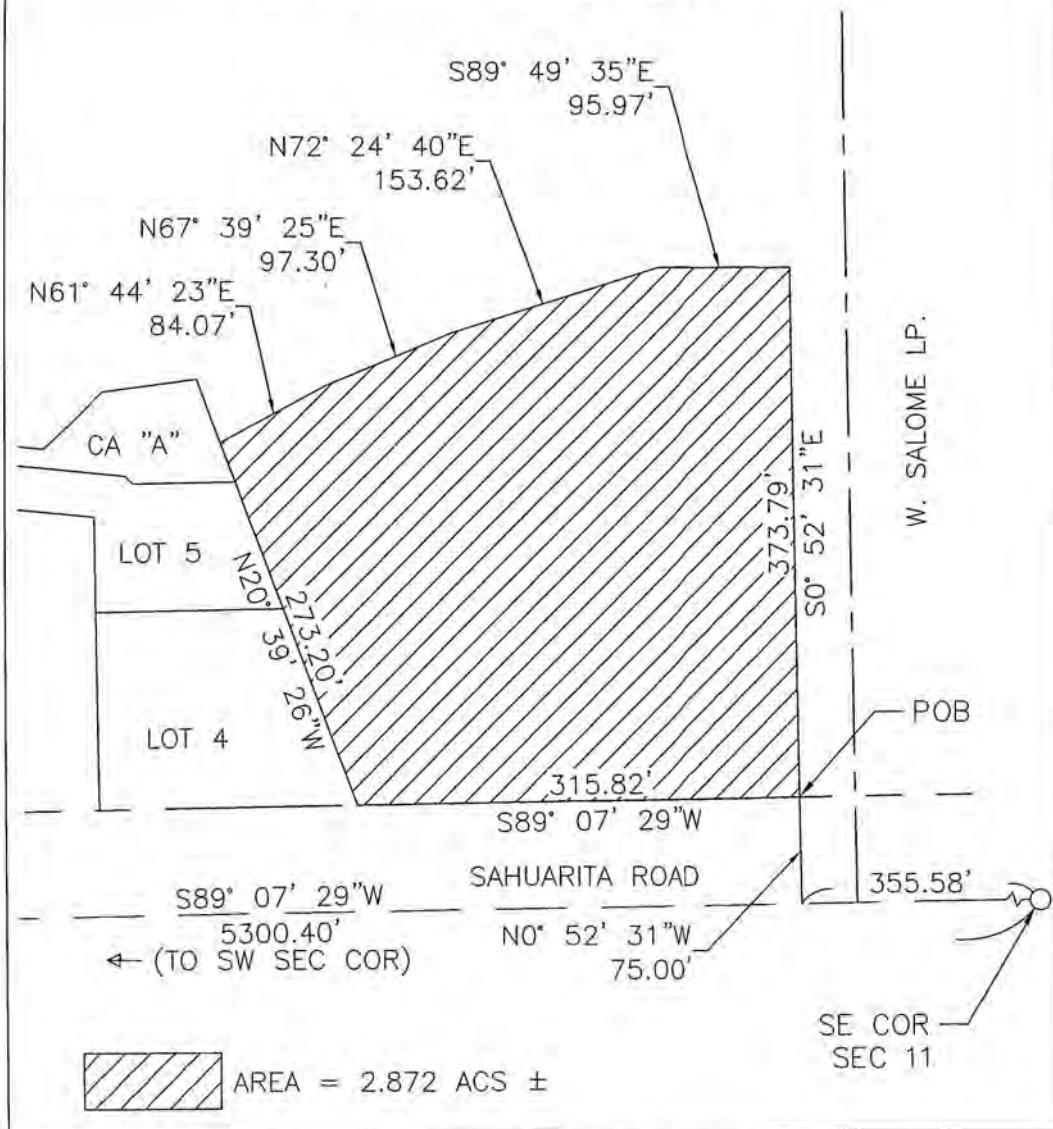 S89° 49' 35"E
95.97'
N72° 24' 40"E
153.62'
N67° 39' 25"E
97.30'
N61° 44' 23"E
84.07'
W. SALOME LP.
CA "A"
373.79'
S0° 52' 31"E
LOT 5
273.20'
N20° 39' 26"W
LOT 4
POB
315.82'
S89° 07' 29"W
SAHUARITA ROAD
355.58'
S89° 07' 29"W
5300.40'
(TO SW SEC COR)
N0° 52' 31"W
75.00'
SE COR
SEC 11
AREA = 2.872 ACS ±